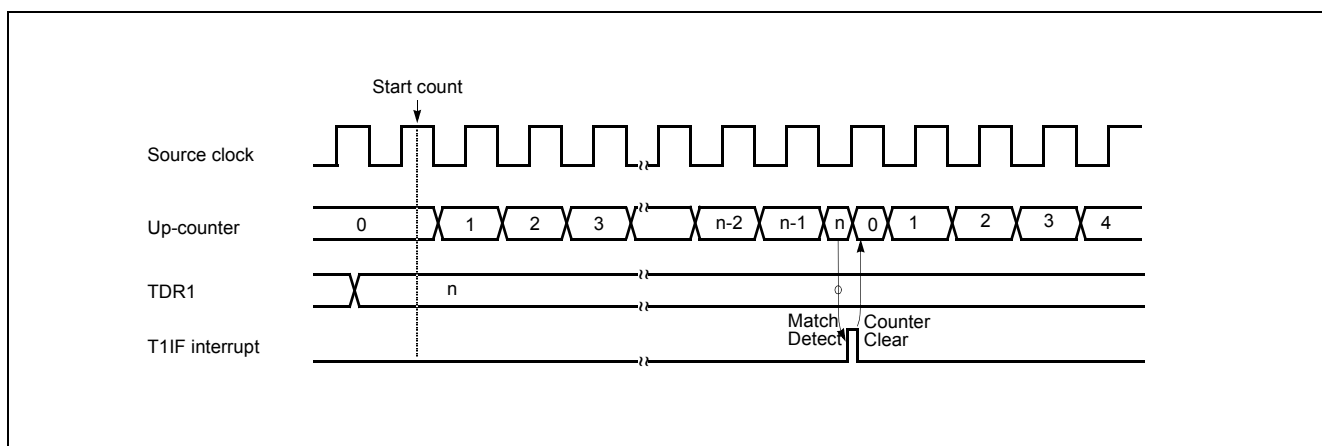 Start count
Source clock
Up-counter 0 1 2 3 n-2 n-1 n 0 1 2 3 4
TDR1 n
Match Counter
Detect Clear
T1IF interrupt